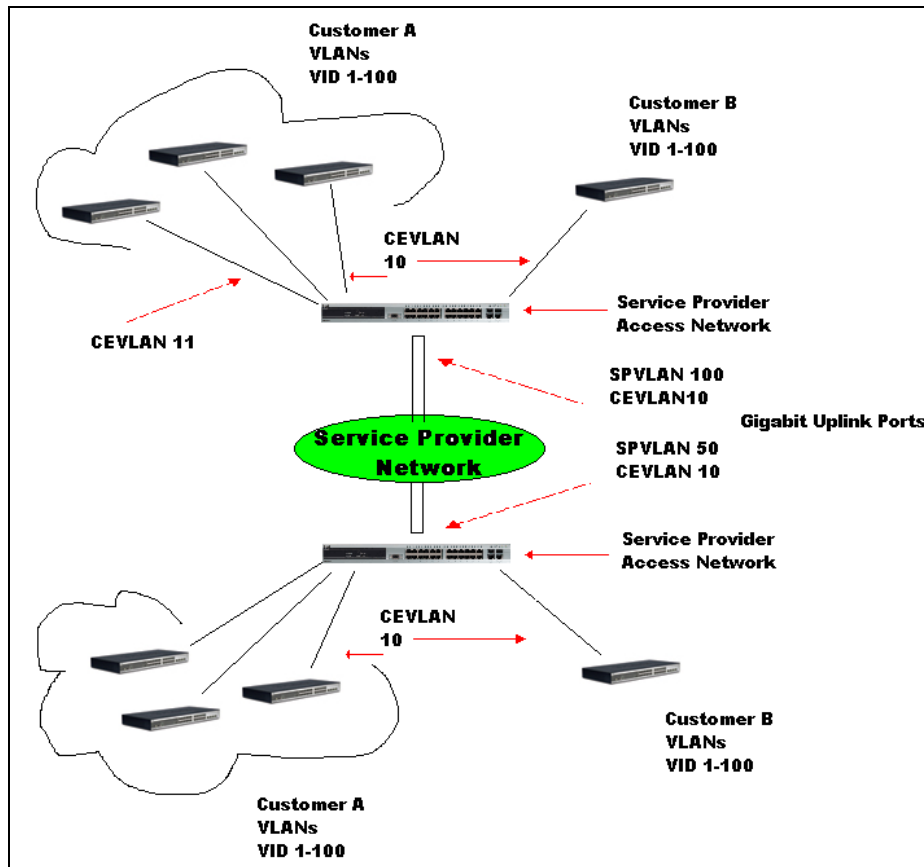 Customer A
VLANs
VID 1-100
Customer B
VLANs
VID 1-100
CEVLAN
10
CEVLAN 11
Service Provider
Access Network
SPVLAN 100
CEVLAN10
Gigabit Uplink Ports
Service Provider
Network
SPVLAN 50
CEVLAN 10
Service Provider
Access Network
CEVLAN
10
Customer B
VLANs
VID 1-100
Customer A
VLANs
VID 1-100